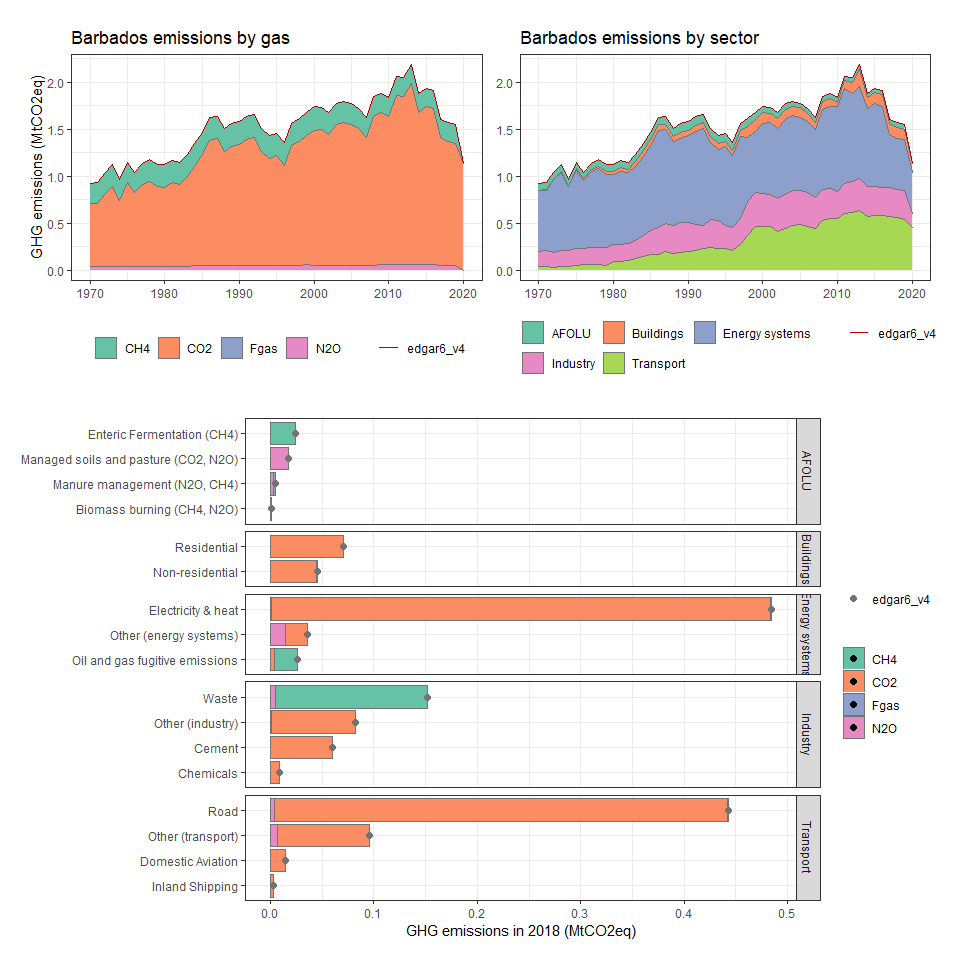 Barbados emissions by gas
GHG emissions (MtCO2eq)
2.0
1.5
1.0
0.5
0.0
1970 1980 1990 2000 2010 2020
CH4 CO2 Fgas N2O edgar6_v4
Barbados emissions by sector
2.0
1.5
1.0
0.5
0.0
1970 1980 1990 2000 2010 2020
AFOLU Buildings Energy systems edgar6_v4
Industry Transport
Enteric Fermentation (CH4)
Managed soils and pasture (CO2, N2O)
Manure management (N2O, CH4)
Biomass burning (CH4, N2O)
AFOLU
Residential
Non-residential
Buildings
Electricity & heat
Other (energy systems)
Oil and gas fugitive emissions
Energy systems
Waste
Other (industry)
Cement
Chemicals
Industry
Road
Other (transport)
Domestic Aviation
Inland Shipping
Transport
0.0 0.1 0.2 0.3 0.4 0.5
GHG emissions in 2018 (MtCO2eq)
edgar6_v4
CH4
CO2
Fgas
N2O